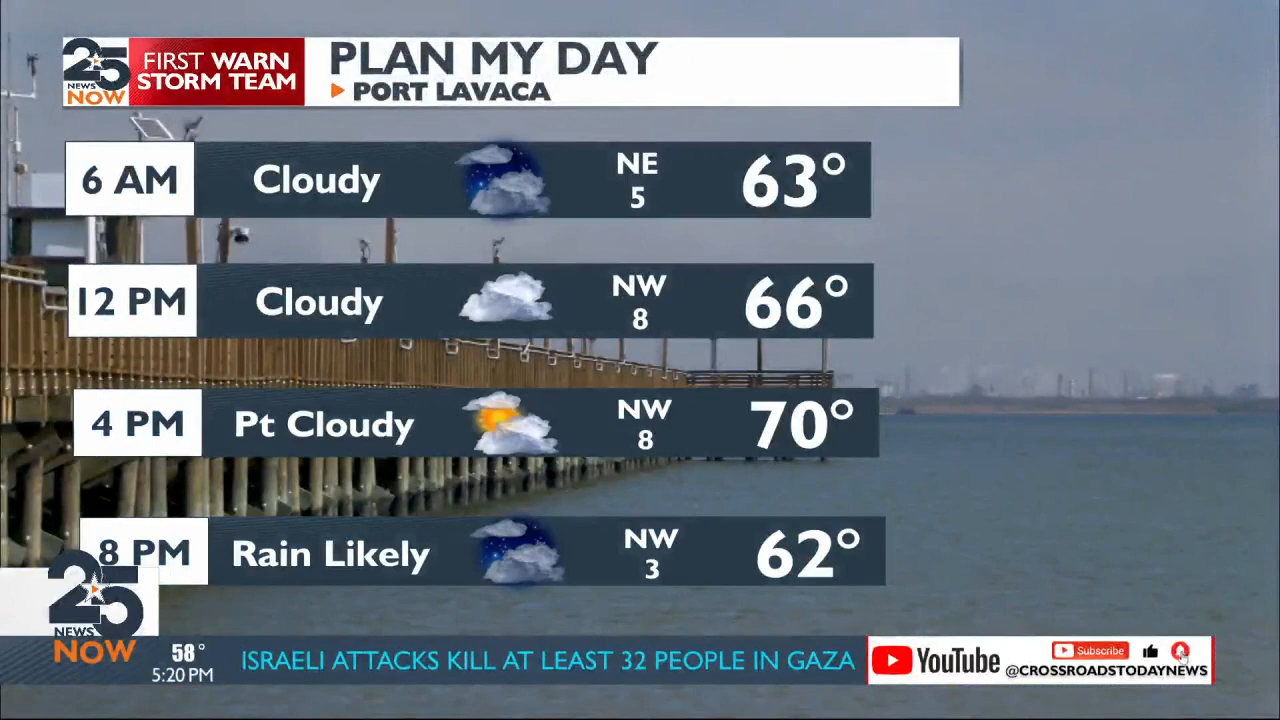 25
NEWS
NOW
FIRST WARN
STORM TEAM
PLAN MY DAY
PORT LAVACA
6 AM Cloudy NE 5 63°
12 PM Cloudy NW 8 66°
4 PM Pt Cloudy NW 8 70°
8 PM Rain Likely NW 3 62°
25
NEWS
NOW
58°
5:20 PM
ISRAELI ATTACKS KILL AT LEAST 32 PEOPLE IN GAZA
YouTube
Subscribe
@CROSSROADSTODAYNEWS